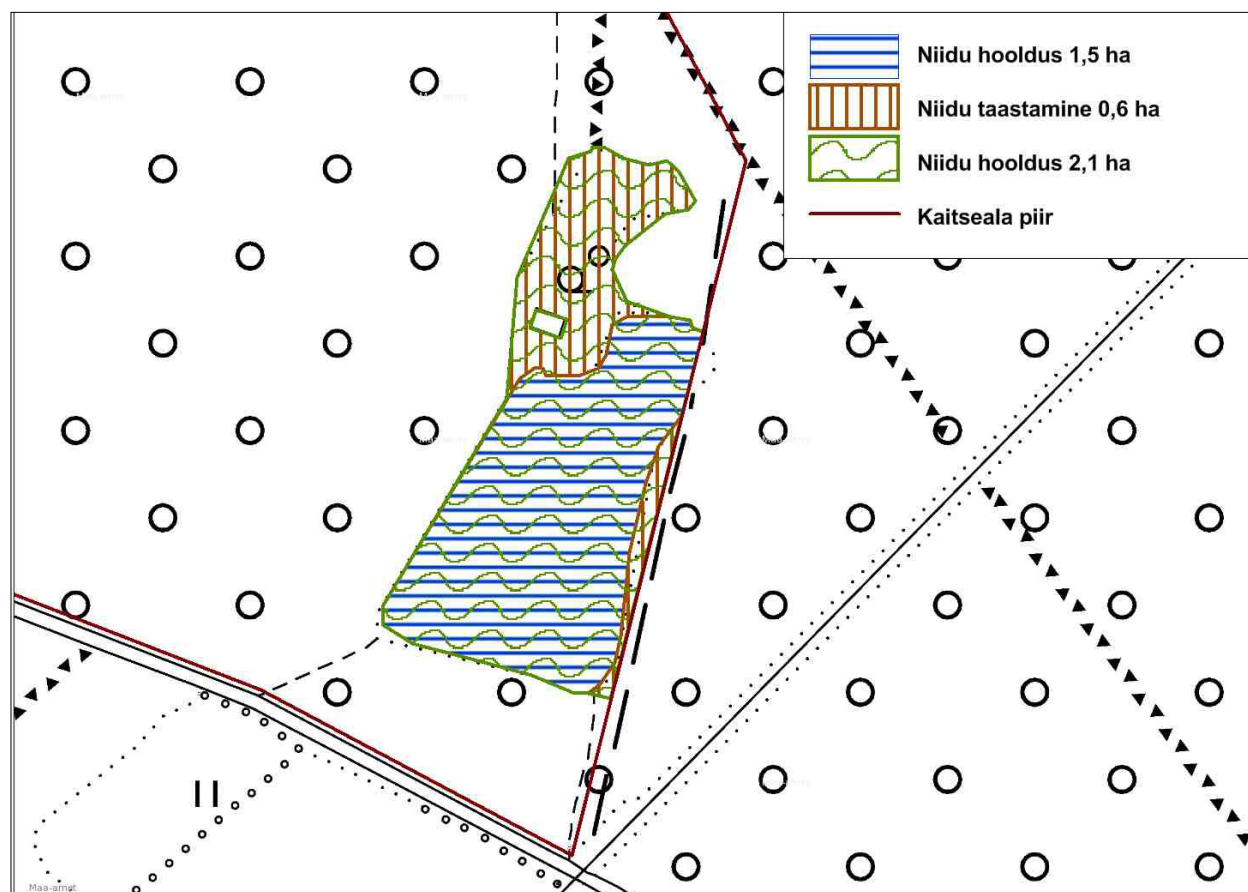 Niidu hooldus 1,5 ha
Niidu taastamine 0,6 ha
Niidu hooldus 2,1 ha
Kaitseala piir
Maa-amet